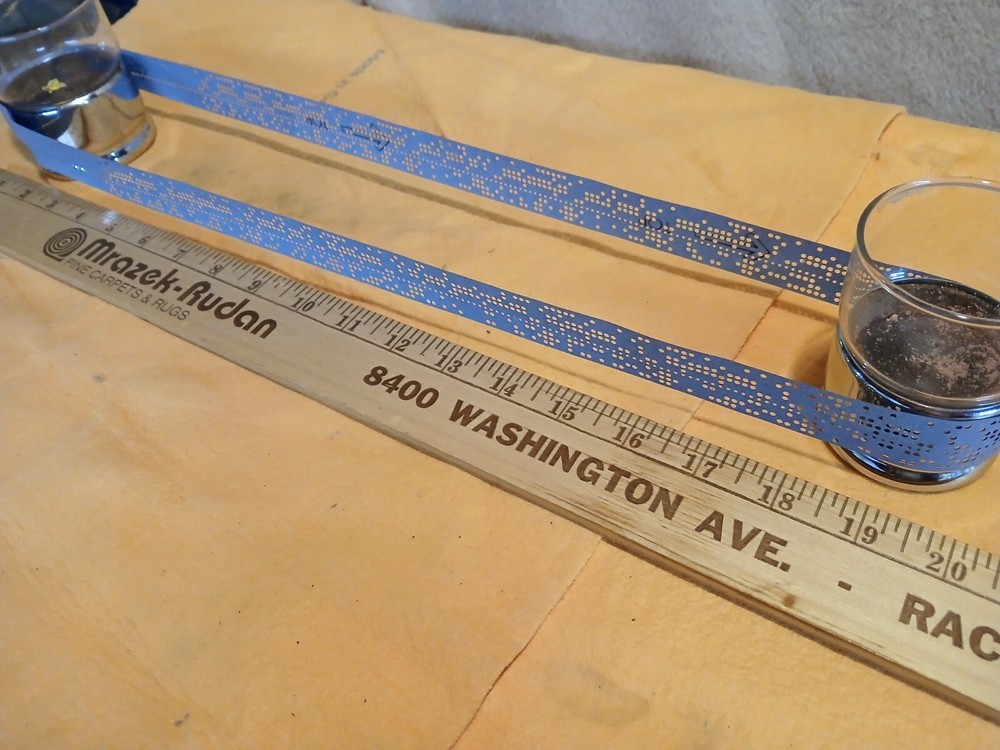 Mrazek-Rudan
FINE CARPETS & RUGS
8400 WASHINGTON AVE. - RAC
2 3 4 5 6 7 8 9 10 11 12 13 14 15 16 17 18 19 20